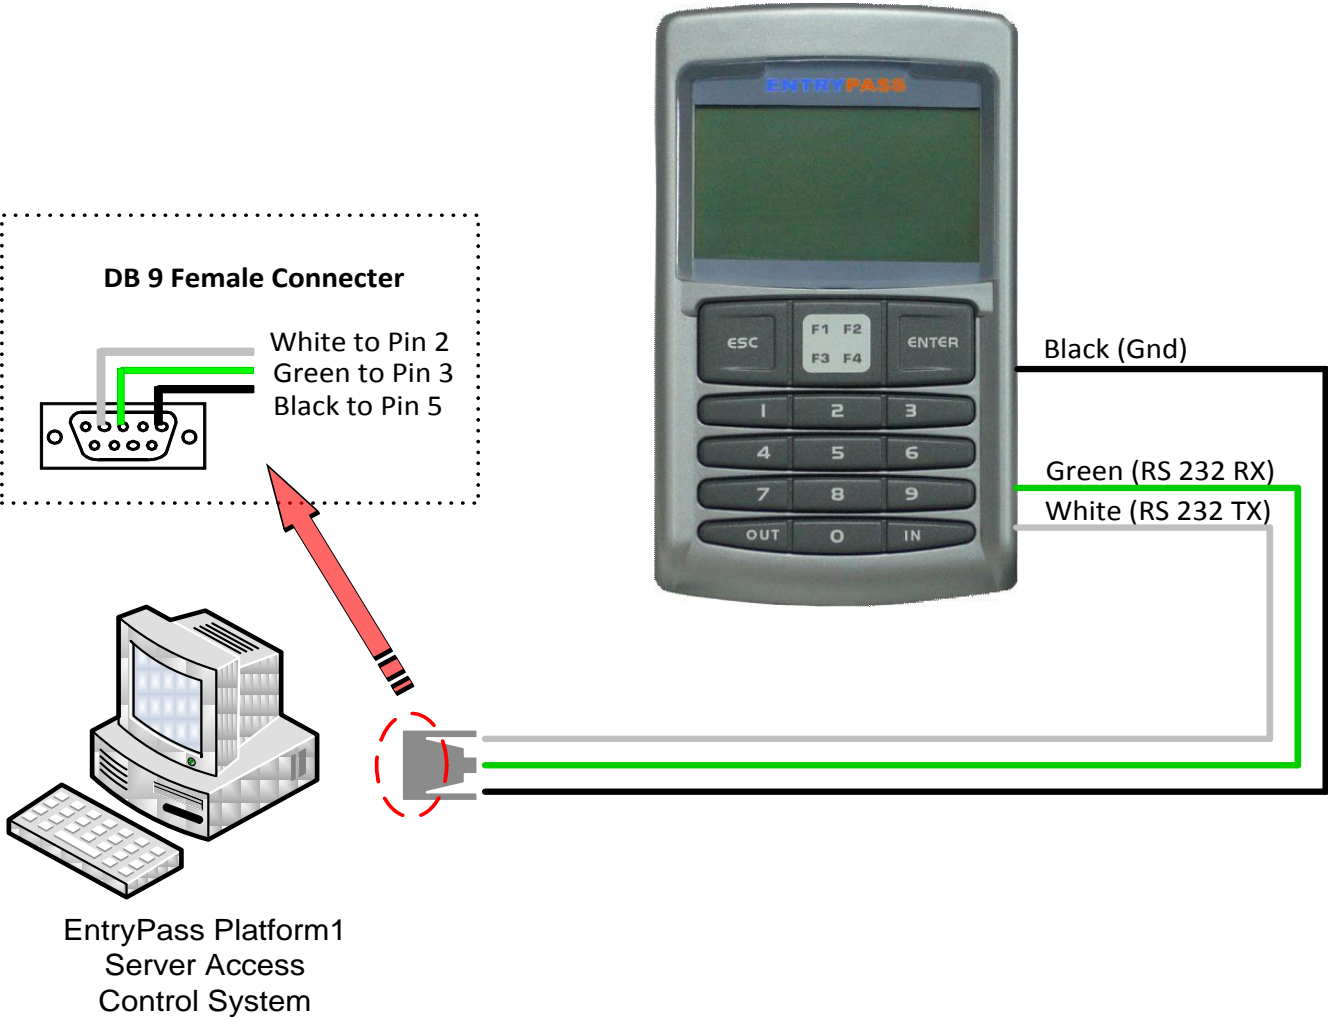 ENTRYPASS
DB 9 Female Connecter
White to Pin 2
Green to Pin 3
Black to Pin 5
ESC
F1 F2
F3 F4
ENTER
1 2 3
4 5 6
7 8 9
OUT 0 IN
Black (Gnd)
Green (RS 232 RX)
White (RS 232 TX)
EntryPass Platform1
Server Access
Control System